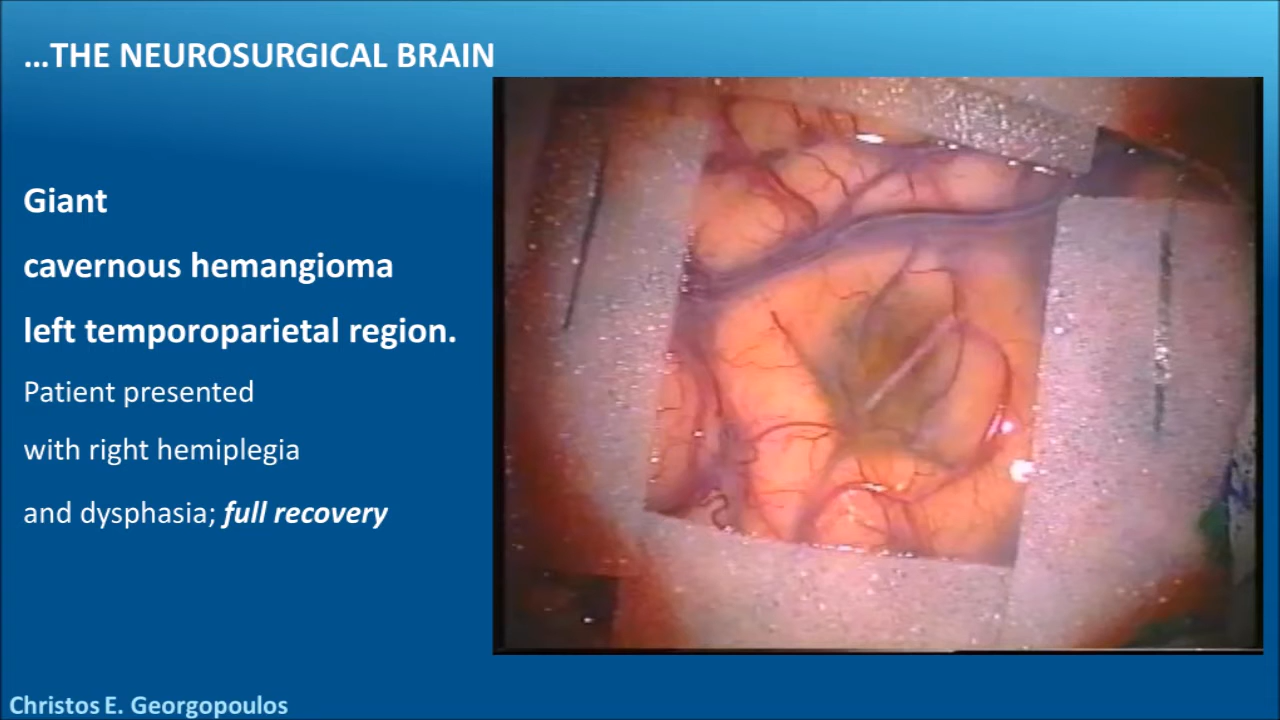 …THE NEUROSURGICAL BRAIN
Giant
cavernous hemangioma
left temporoparietal region.
Patient presented
with right hemiplegia
and dysphasia; full recovery
Christos E. Georgopoulos